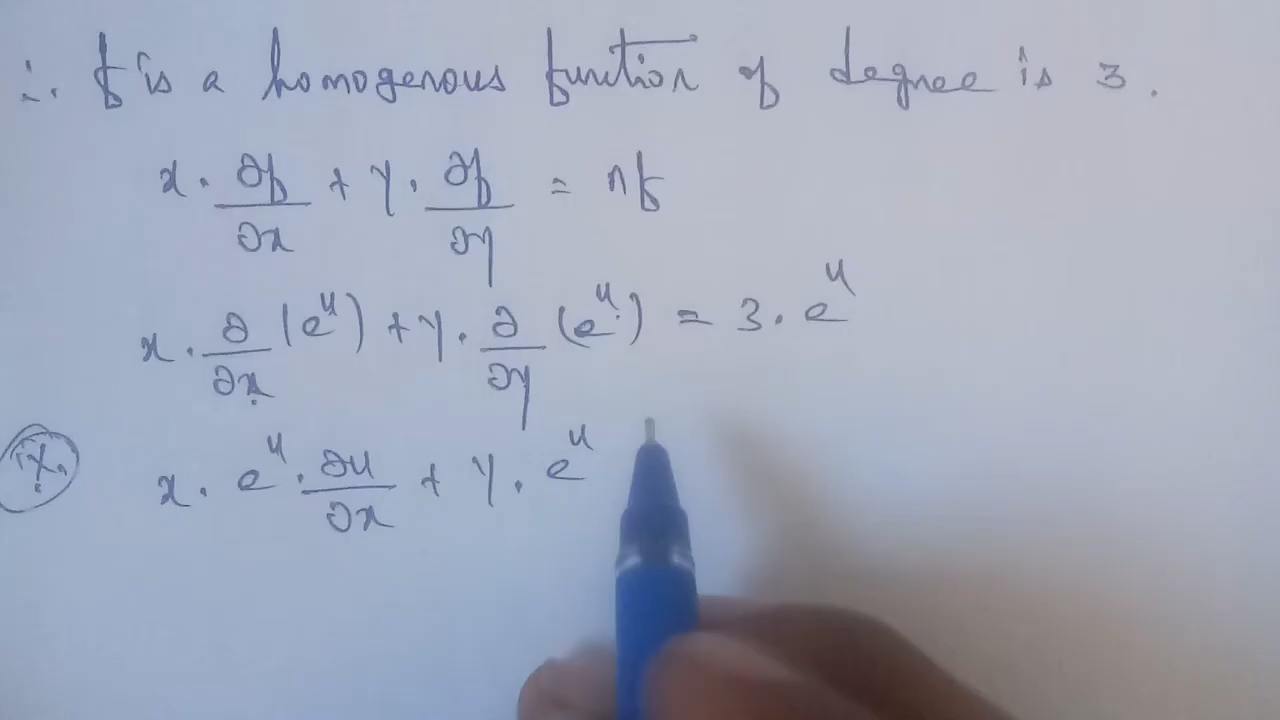 ∴ f is a homogenous function of degree is 3.
x · ∂f/∂x + y · ∂f/∂y = nf
x · ∂/∂x (e^u) + y · ∂/∂y (e^u) = 3 · e^u
x · e^u · ∂u/∂x + y · e^u